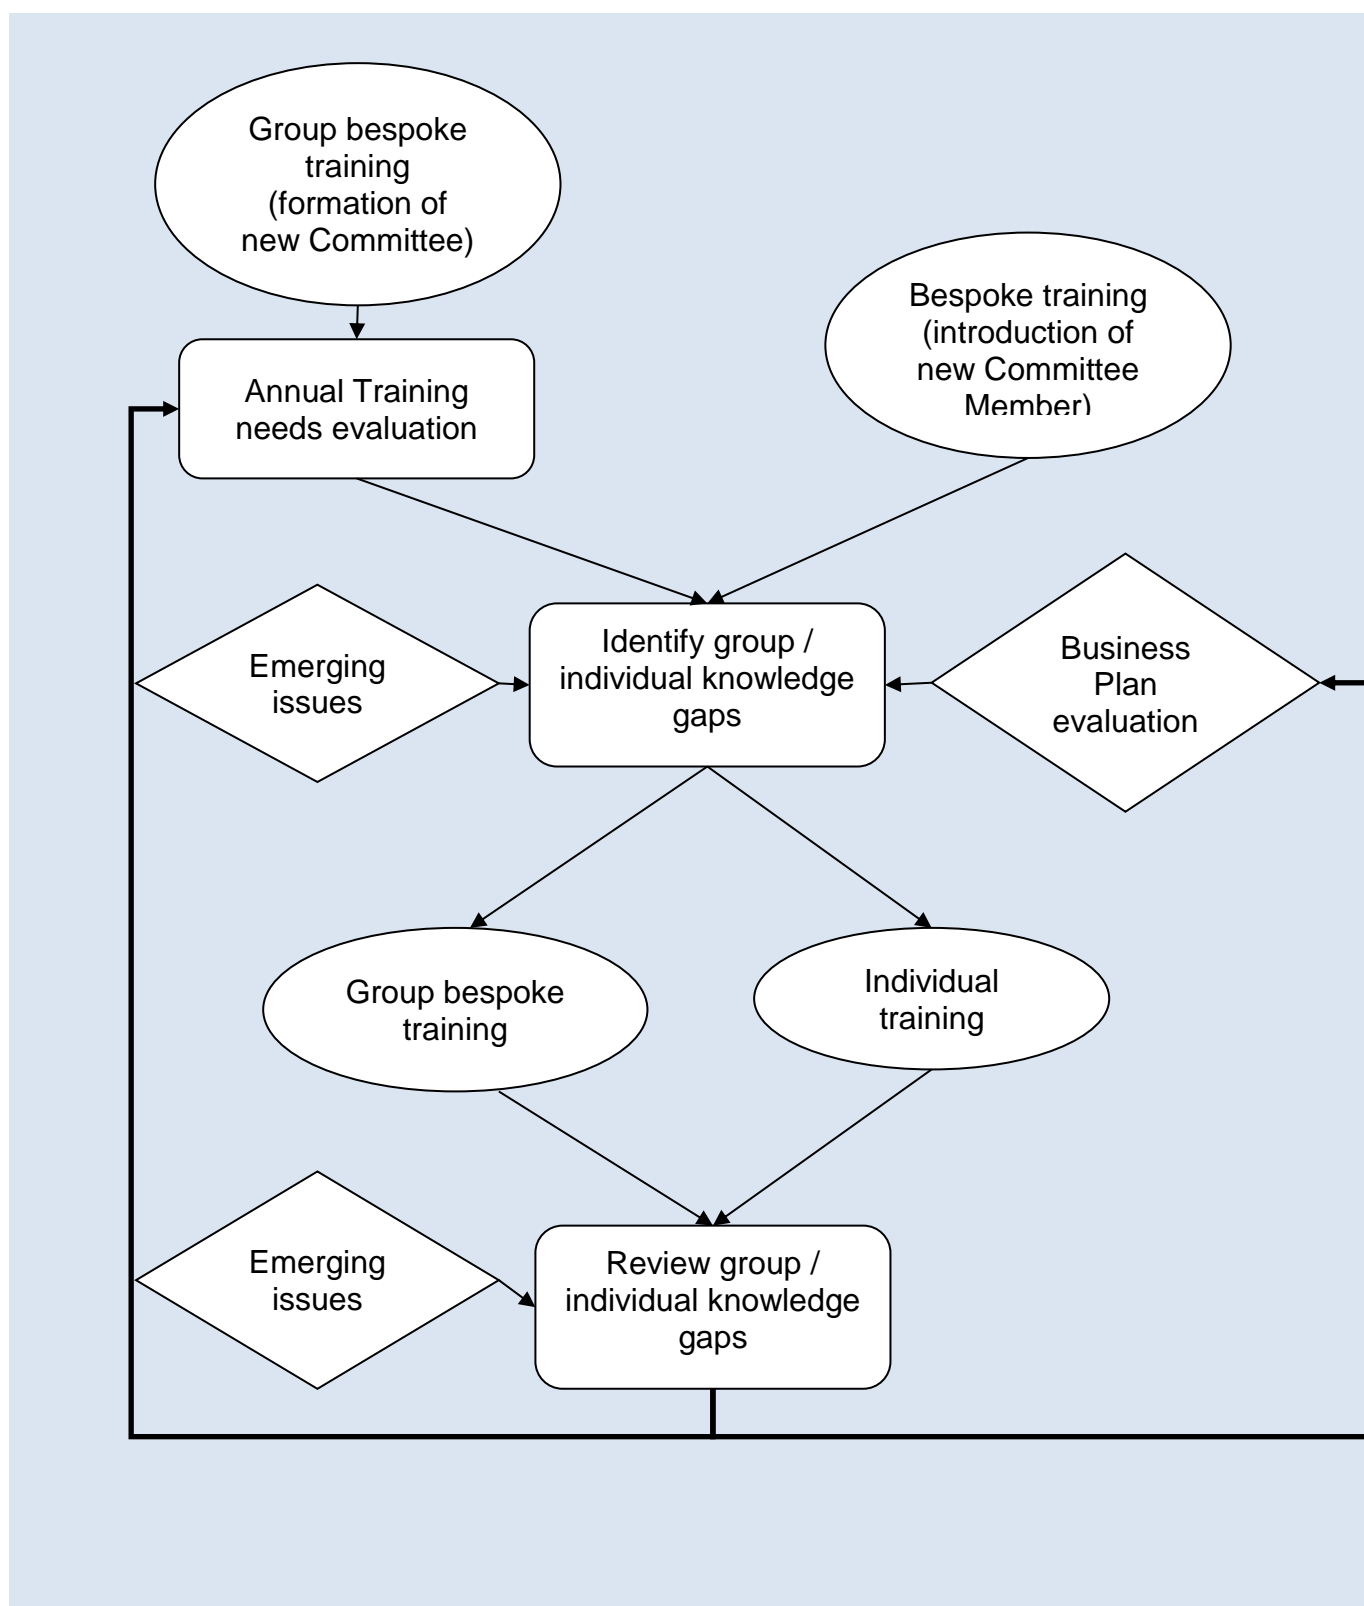 Group bespoke
training
(formation of
new Committee)
Bespoke training
(introduction of
new Committee
Member)
Annual Training
needs evaluation
Emerging
issues
Identify group /
individual knowledge
gaps
Business
Plan
evaluation
Group bespoke
training
Individual
training
Emerging
issues
Review group /
individual knowledge
gaps